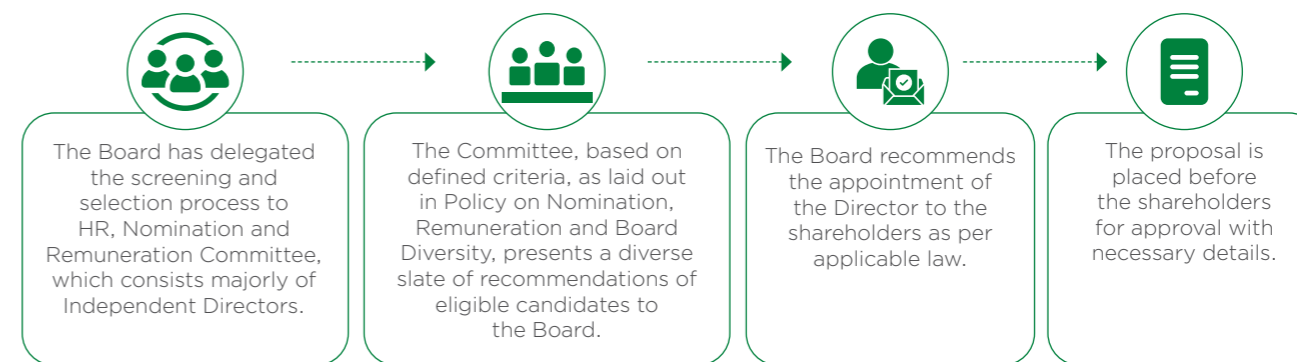 The Board has delegated
the screening and
selection process to
HR, Nomination and
Remuneration Committee,
which consists majorly of
Independent Directors.
The Committee, based on
defined criteria, as laid out
in Policy on Nomination,
Remuneration and Board
Diversity, presents a diverse
slate of recommendations of
eligible candidates to
the Board.
The Board recommends
the appointment of
the Director to the
shareholders as per
applicable law.
The proposal is
placed before
the shareholders
for approval with
necessary details.